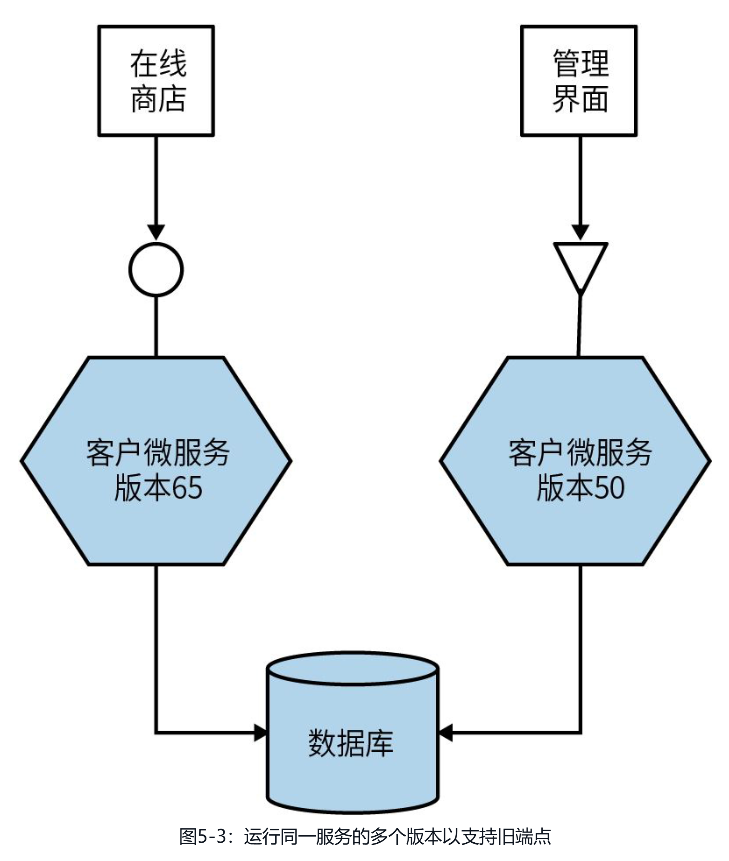 在线
商店
管理
界面
客户微服务
版本65
客户微服务
版本50
数据库
图5-3：运行同一服务的多个版本以支持旧端点